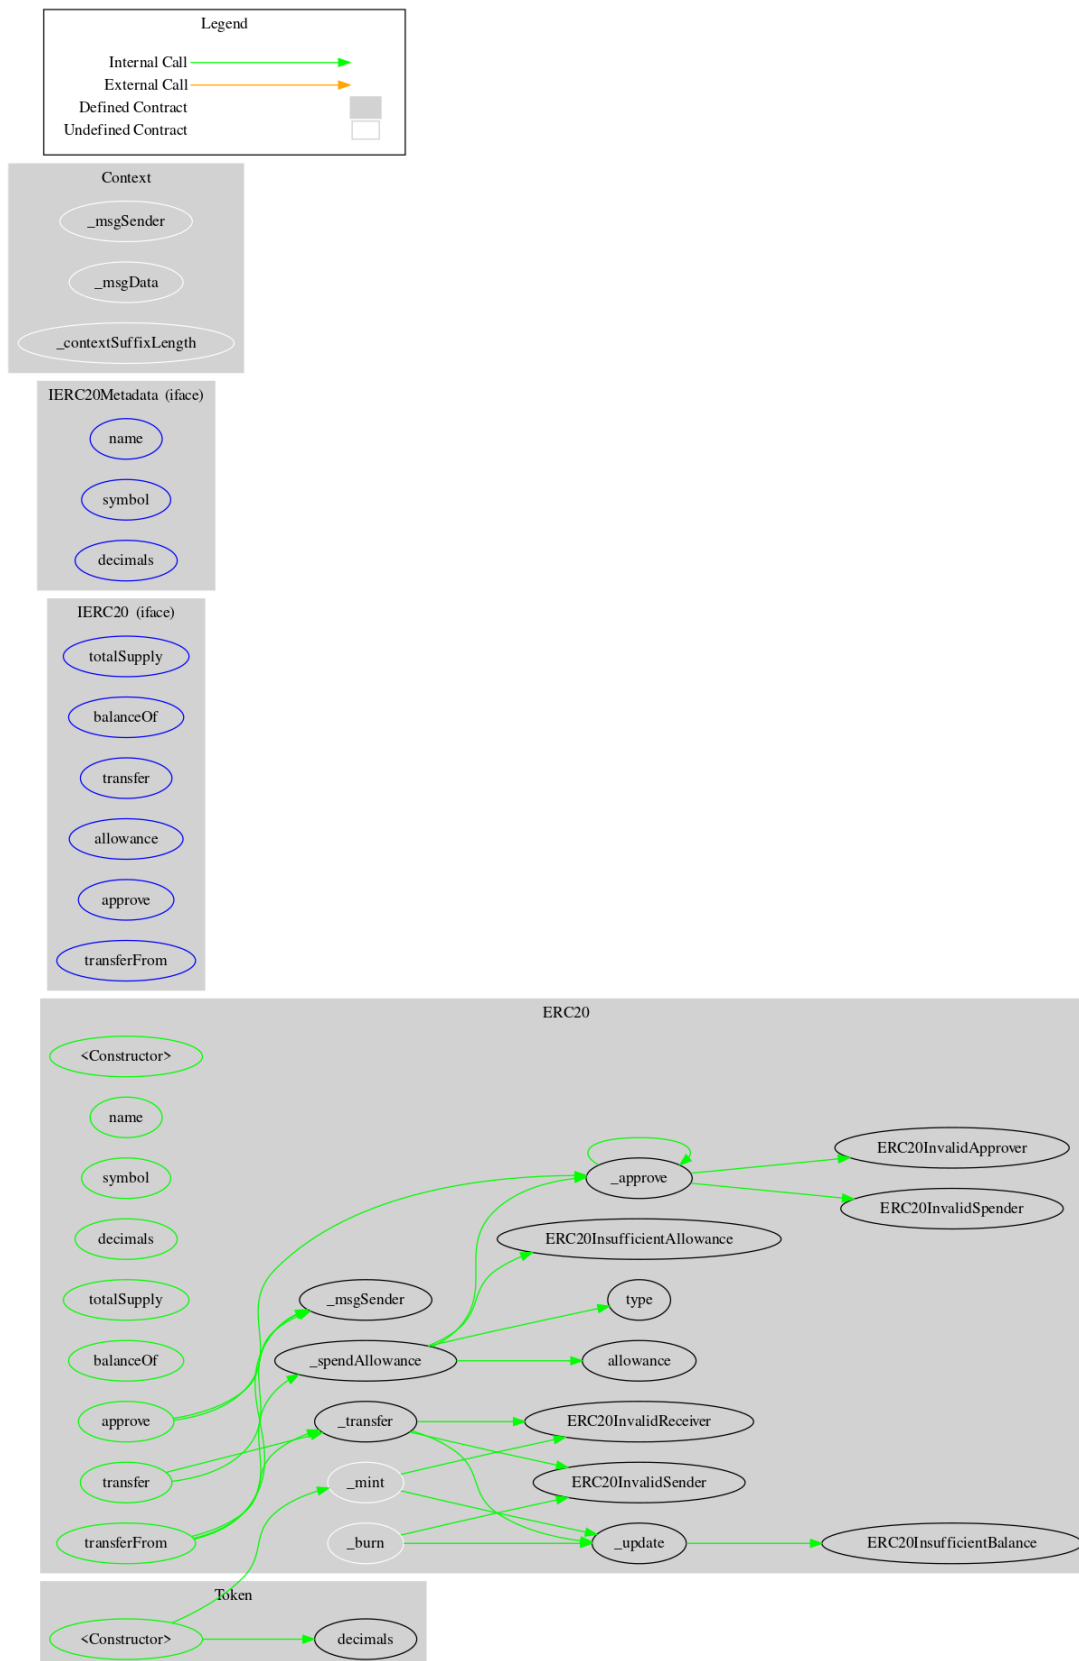 Legend
Internal Call
External Call
Defined Contract
Undefined Contract
Context
_msgSender
_msgData
_contextSuffixLength
IERC20Metadata (iface)
name
symbol
decimals
IERC20 (iface)
totalSupply
balanceOf
transfer
allowance
approve
transferFrom
ERC20
<Constructor>
name
ERC20InvalidApprover
symbol
_approve
ERC20InvalidSpender
decimals
ERC20InsufficientAllowance
totalSupply
_msgSender
type
balanceOf
_spendAllowance
allowance
approve
_transfer
ERC20InvalidReceiver
transfer
_mint
ERC20InvalidSender
transferFrom
_burn
_update
ERC20InsufficientBalance
Token
<Constructor>
decimals